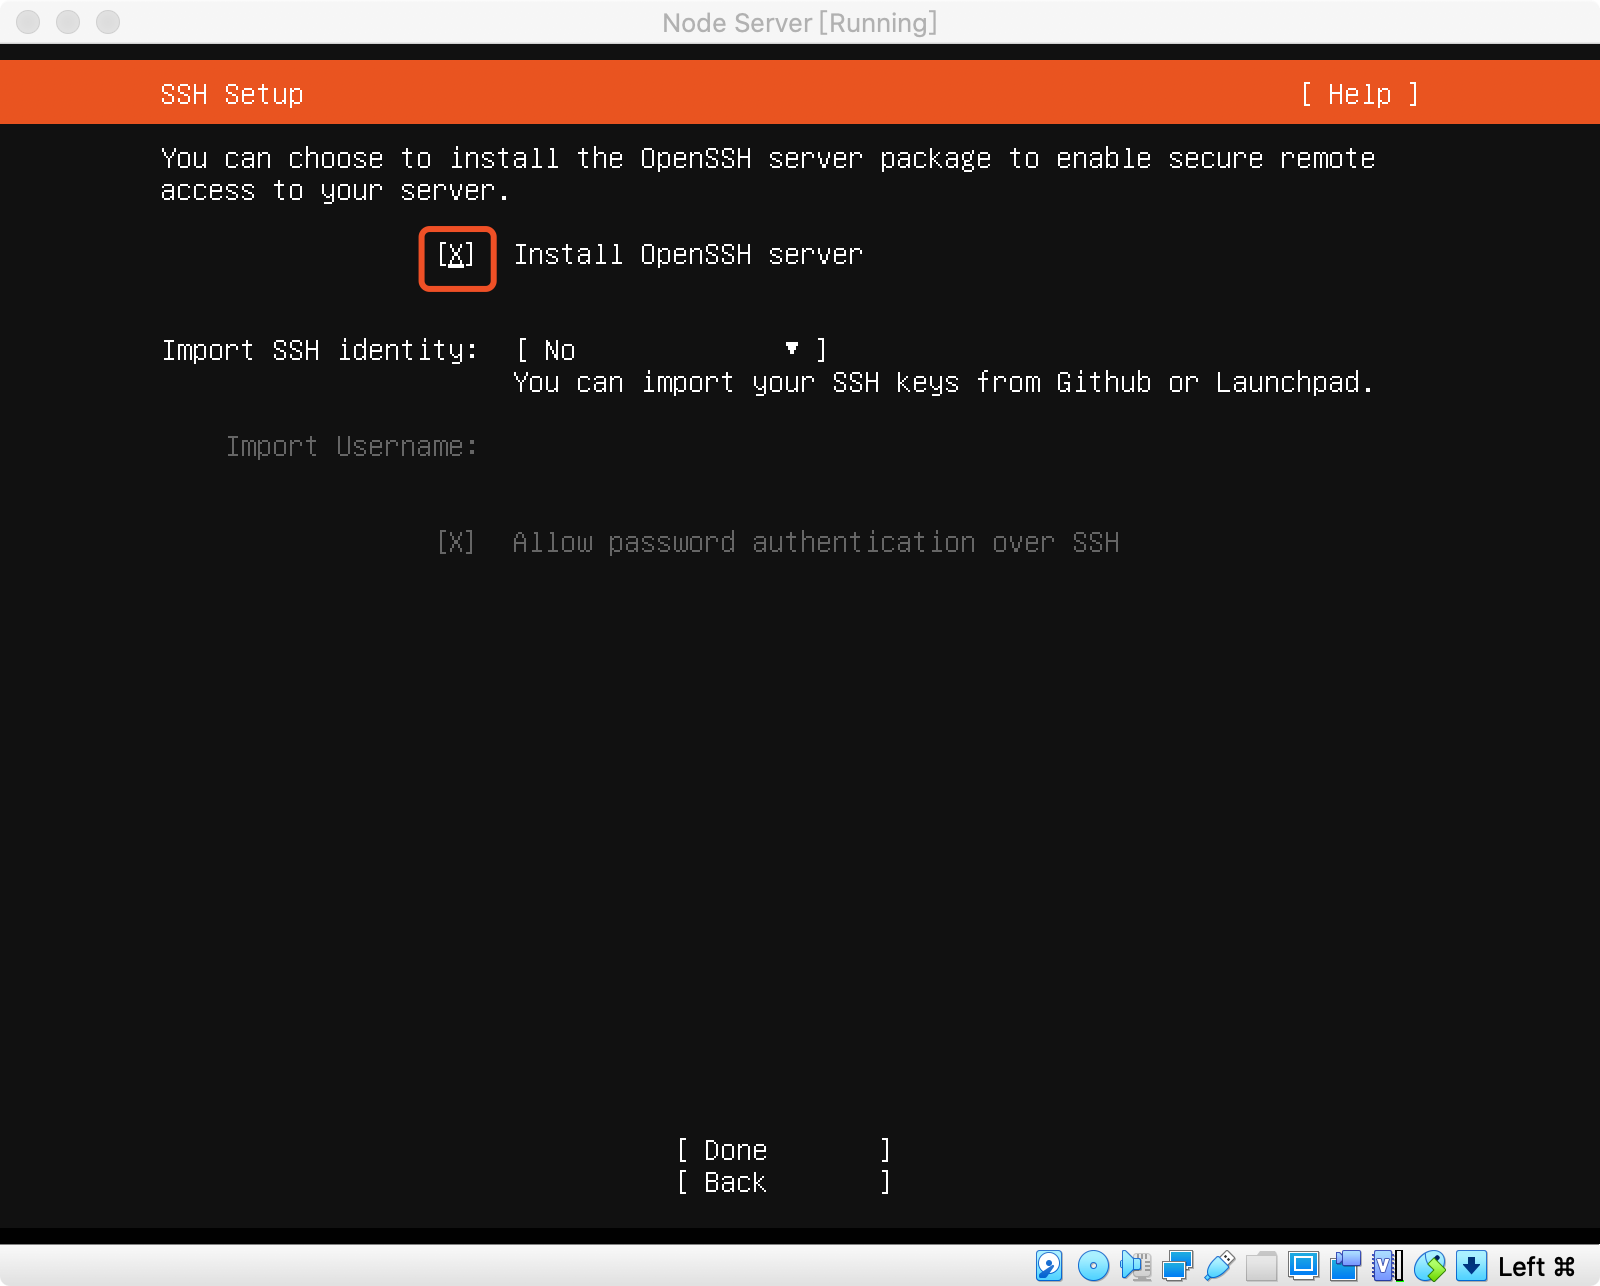 Node Server [Running]
SSH Setup [ Help ]
You can choose to install the OpenSSH server package to enable secure remote
access to your server.
[X] Install OpenSSH server
Import SSH identity: [ No ▼ ]
You can import your SSH keys from Github or Launchpad.
Import Username:
[X] Allow password authentication over SSH
[ Done ]
[ Back ]
Left ⌘